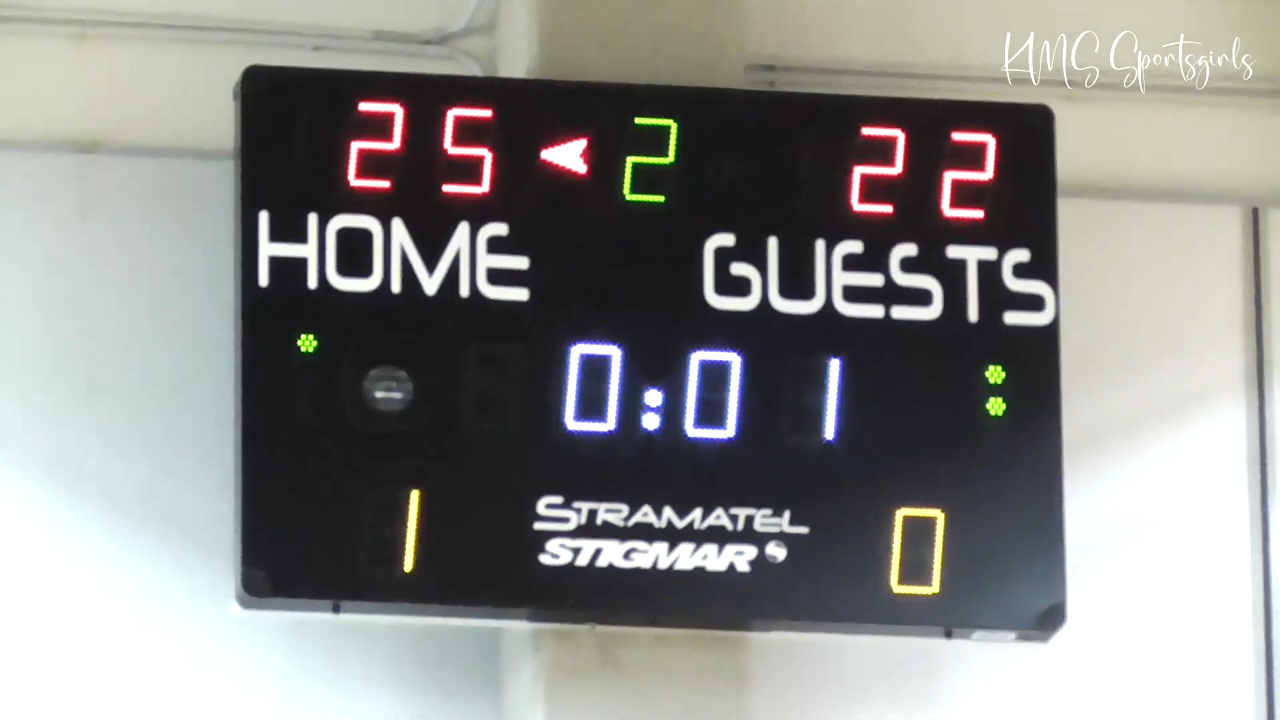 KMS Sportsgirls
25 ◀ 2 22
HOME GUESTS
0:01
1 STRAMATEL 0
STIGMAR